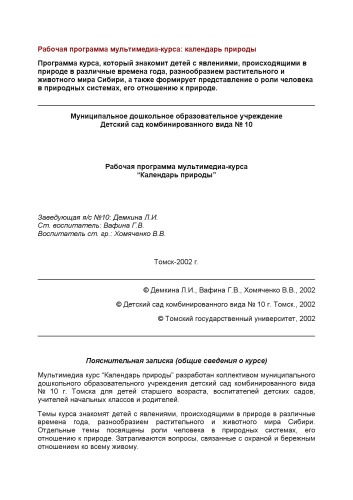 Рабочая программа мультимедиа-курса: календарь природы
Программа курса, который знакомит детей с явлениями, происходящими в
природе в различные времена года, разнообразием растительного и
животного мира Сибири, а также формирует представление о роли человека
в природных системах, его отношению к природе.
Муниципальное дошкольное образовательное учреждение
Детский сад комбинированного вида № 10
Рабочая программа мультимедиа-курса
“Календарь природы”
Заведующая я/с №10: Демкина Л.И.
Ст. воспитатель: Вафина Г.В.
Воспитатель ст. гр.: Хомяченко В.В.
Томск-2002 г.
© Демкина Л.И., Вафина Г.В., Хомяченко В.В., 2002
© Детский сад комбинированного вида № 10 г. Томск., 2002
© Томский государственный университет, 2002
Пояснительная записка (общие сведения о курсе)
Мультимедиа курс “Календарь природы” разработан коллективом муниципального
дошкольного образовательного учреждения детский сад комбинированного вида
№ 10 г. Томска для детей старшего возраста, воспитателей детских садов,
учителей начальных классов и родителей.
Темы курса знакомят детей с явлениями, происходящими в природе в различные
времена года, разнообразием растительного и животного мира Сибири.
Отдельные темы посвящены роли человека в природных системах, его
отношению к природе. Затрагиваются вопросы, связанные с охраной и бережным
отношением ко всему живому.